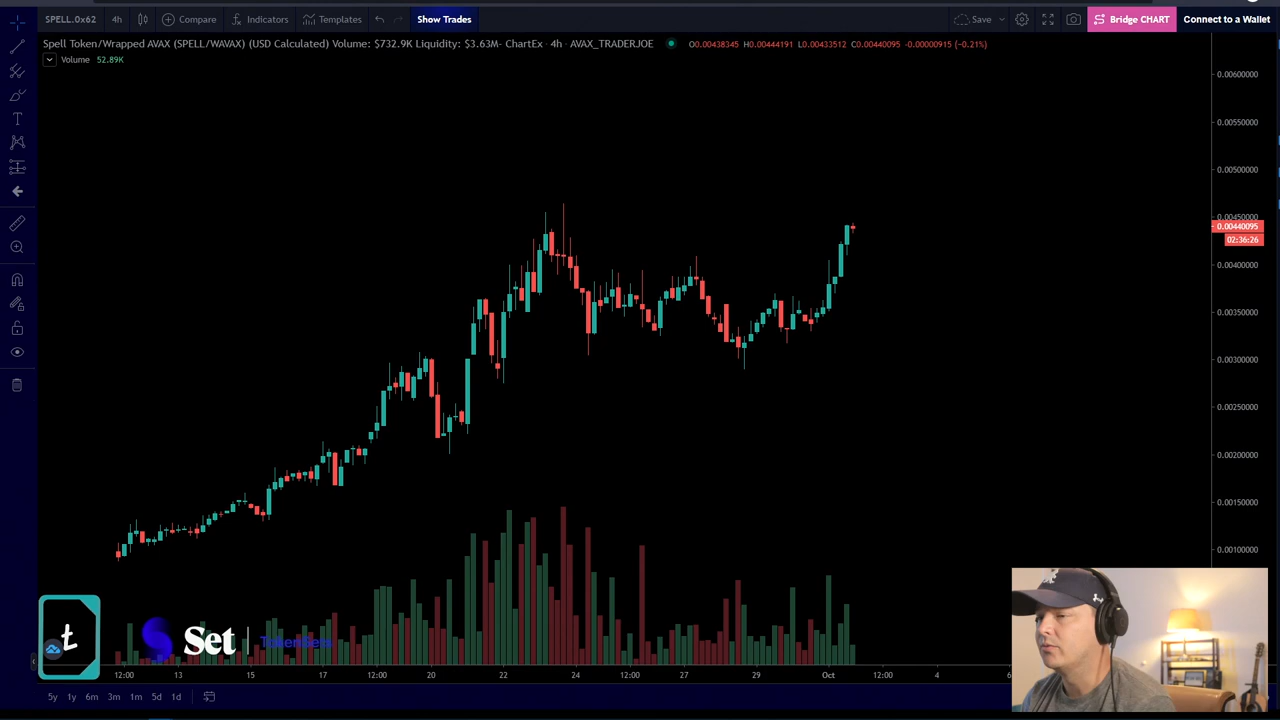 SPELL.0x62 4h Compare Indicators Templates Show Trades Save Bridge CHART Connect to a Wallet
Spell Token/Wrapped AVAX (SPELL/WAVAX) (USD Calculated) Volume: $732.9K Liquidity: $3.63M- ChartEx · 4h · AVAX_TRADERJOE O0.00438345 H0.00444191 L0.00433512 C0.00440095 -0.00000915 (−0.21%)
Volume 52.89K
0.00600000
0.00550000
0.00500000
0.00450000
0.00440095
02:36:26
0.00400000
0.00350000
0.00300000
0.00250000
0.00200000
0.00150000
0.00100000
Set TokenSets
12:00 13 15 17 12:00 20 22 24 12:00 27 29 Oct 12:00 4
5y 1y 6m 3m 1m 5d 1d